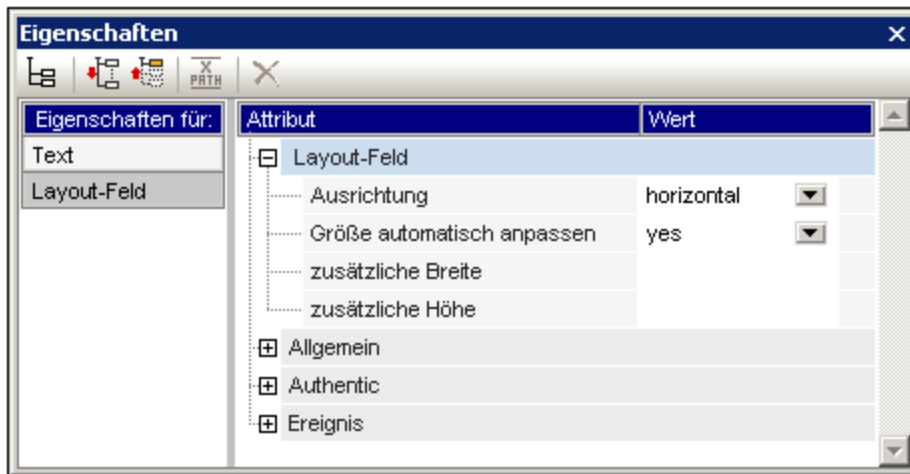 Eigenschaften
X PATH
Eigenschaften für:
Text
Layout-Feld
Attribut Wert
Layout-Feld
Ausrichtung horizontal
Größe automatisch anpassen yes
zusätzliche Breite
zusätzliche Höhe
Allgemein
Authentic
Ereignis